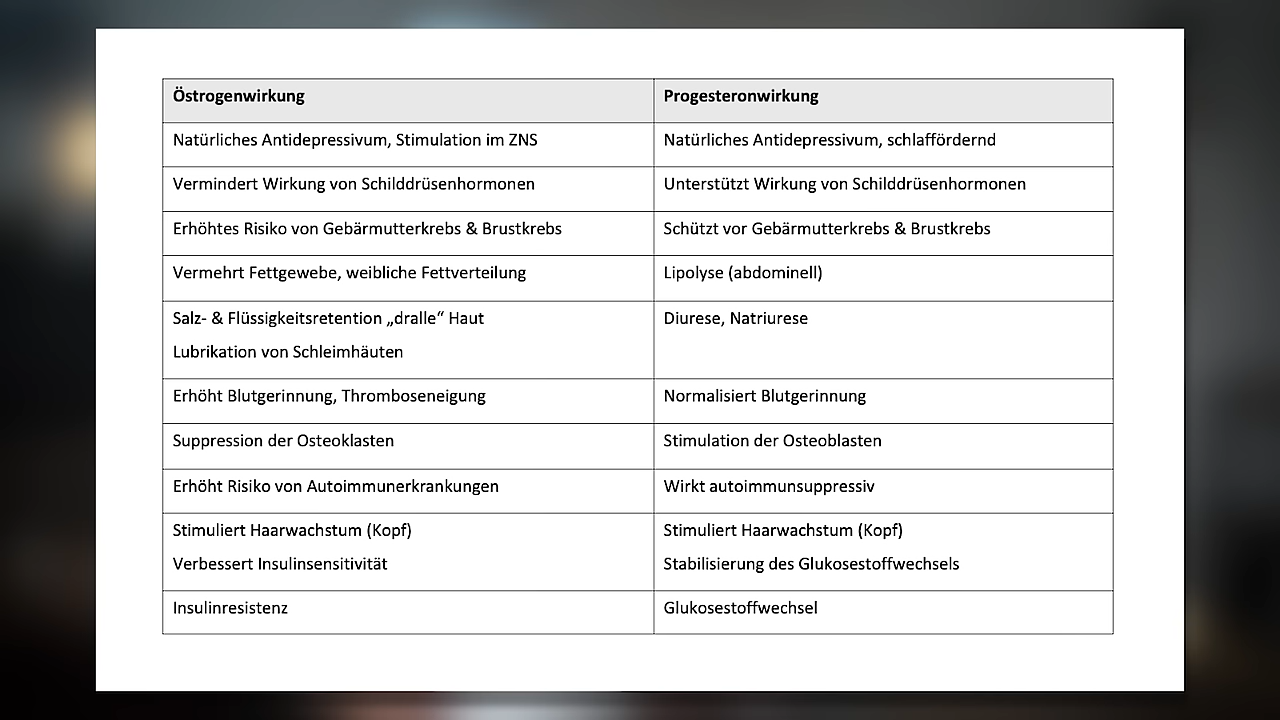 Östrogenwirkung
Progesteronwirkung
Natürliches Antidepressivum, Stimulation im ZNS
Natürliches Antidepressivum, schlaffördernd
Vermindert Wirkung von Schilddrüsenhormonen
Unterstützt Wirkung von Schilddrüsenhormonen
Erhöhtes Risiko von Gebärmutterkrebs & Brustkrebs
Schützt vor Gebärmutterkrebs & Brustkrebs
Vermehrt Fettgewebe, weibliche Fettverteilung
Lipolyse (abdominell)
Salz- & Flüssigkeitsretention „dralle“ Haut
Lubrikation von Schleimhäuten
Diurese, Natriurese
Erhöht Blutgerinnung, Thromboseneigung
Normalisiert Blutgerinnung
Suppression der Osteoklasten
Stimulation der Osteoblasten
Erhöht Risiko von Autoimmunerkrankungen
Wirkt autoimmunsuppressiv
Stimuliert Haarwachstum (Kopf)
Verbessert Insulinsensitivität
Stimuliert Haarwachstum (Kopf)
Stabilisierung des Glukosestoffwechsels
Insulinresistenz
Glukosestoffwechsel